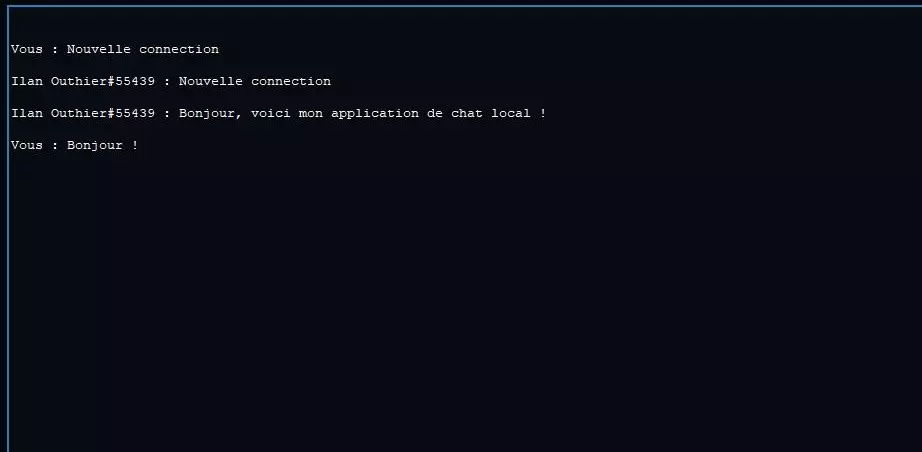 Vous : Nouvelle connection
Ilan Outhier#55439 : Nouvelle connection
Ilan Outhier#55439 : Bonjour, voici mon application de chat local !
Vous : Bonjour !